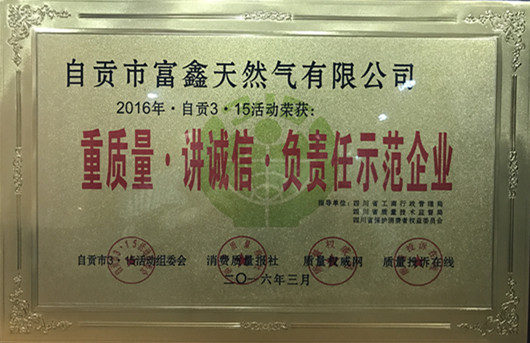 自贡市富鑫天然气有限公司
2016年·自贡3·15活动荣获:
重质量·讲诚信·负责任示范企业
指导单位:四川省工商行政管理局
四川省质量技术监督局
四川省保护消费者权益委员会
自贡市3·15活动组委会 消费质量报社 质量权威网 质量投诉在线
二〇一六年三月